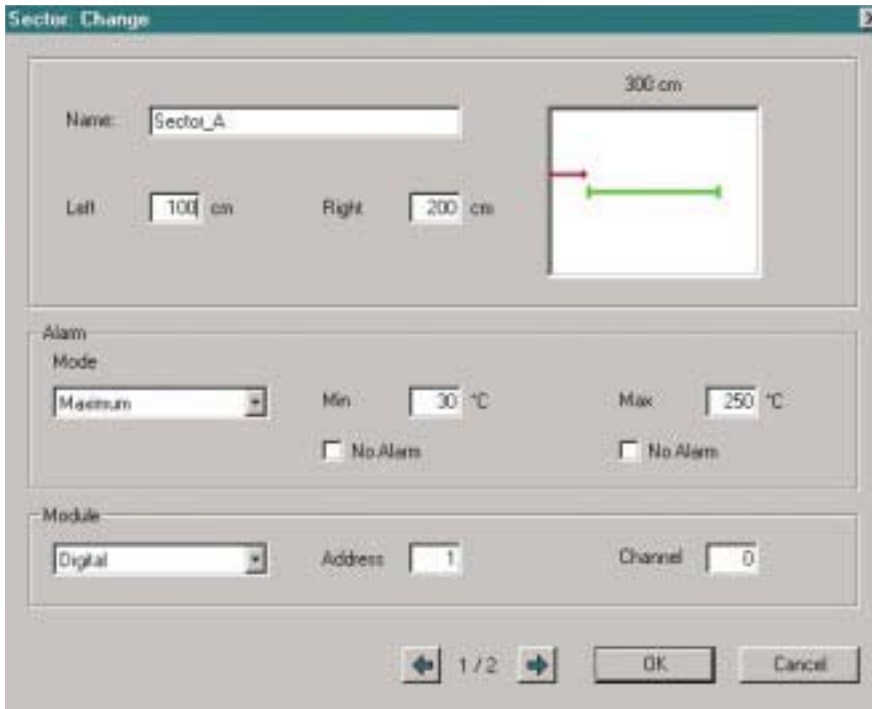 Sector: Change
300 cm
Name: Sector_A
Left 100 cm Right 200 cm
Alarm
Mode
Maximum Min 30 °C Max 250 °C
No Alarm No Alarm
Module
Digital Address 1 Channel 0
1 / 2 OK Cancel